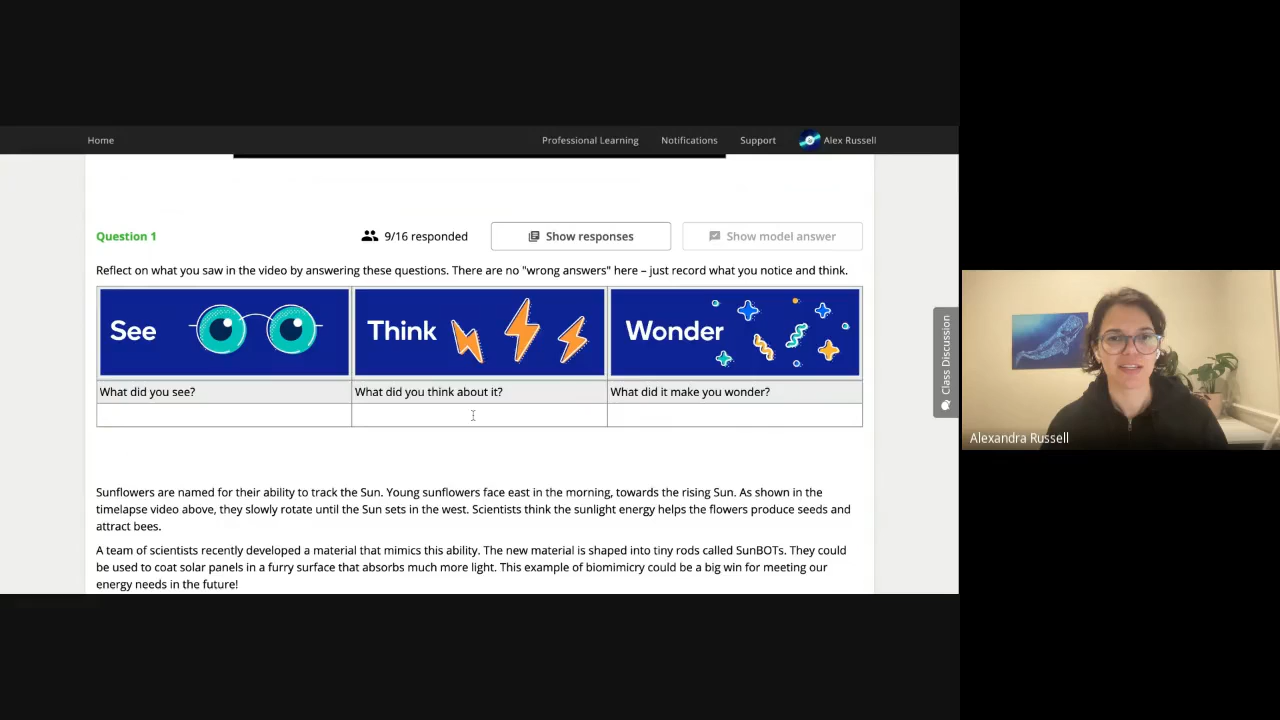 Home
Professional Learning
Notifications
Support
Alex Russell
Question 1
9/16 responded
Show responses
Show model answer
Reflect on what you saw in the video by answering these questions. There are no "wrong answers" here – just record what you notice and think.
See
Think
Wonder
What did you see?
What did you think about it?
What did it make you wonder?
Class Discussion
Sunflowers are named for their ability to track the Sun. Young sunflowers face east in the morning, towards the rising Sun. As shown in the
timelapse video above, they slowly rotate until the Sun sets in the west. Scientists think the sunlight energy helps the flowers produce seeds and
attract bees.
A team of scientists recently developed a material that mimics this ability. The new material is shaped into tiny rods called SunBOTs. They could
be used to coat solar panels in a furry surface that absorbs much more light. This example of biomimicry could be a big win for meeting our
energy needs in the future!
Alexandra Russell